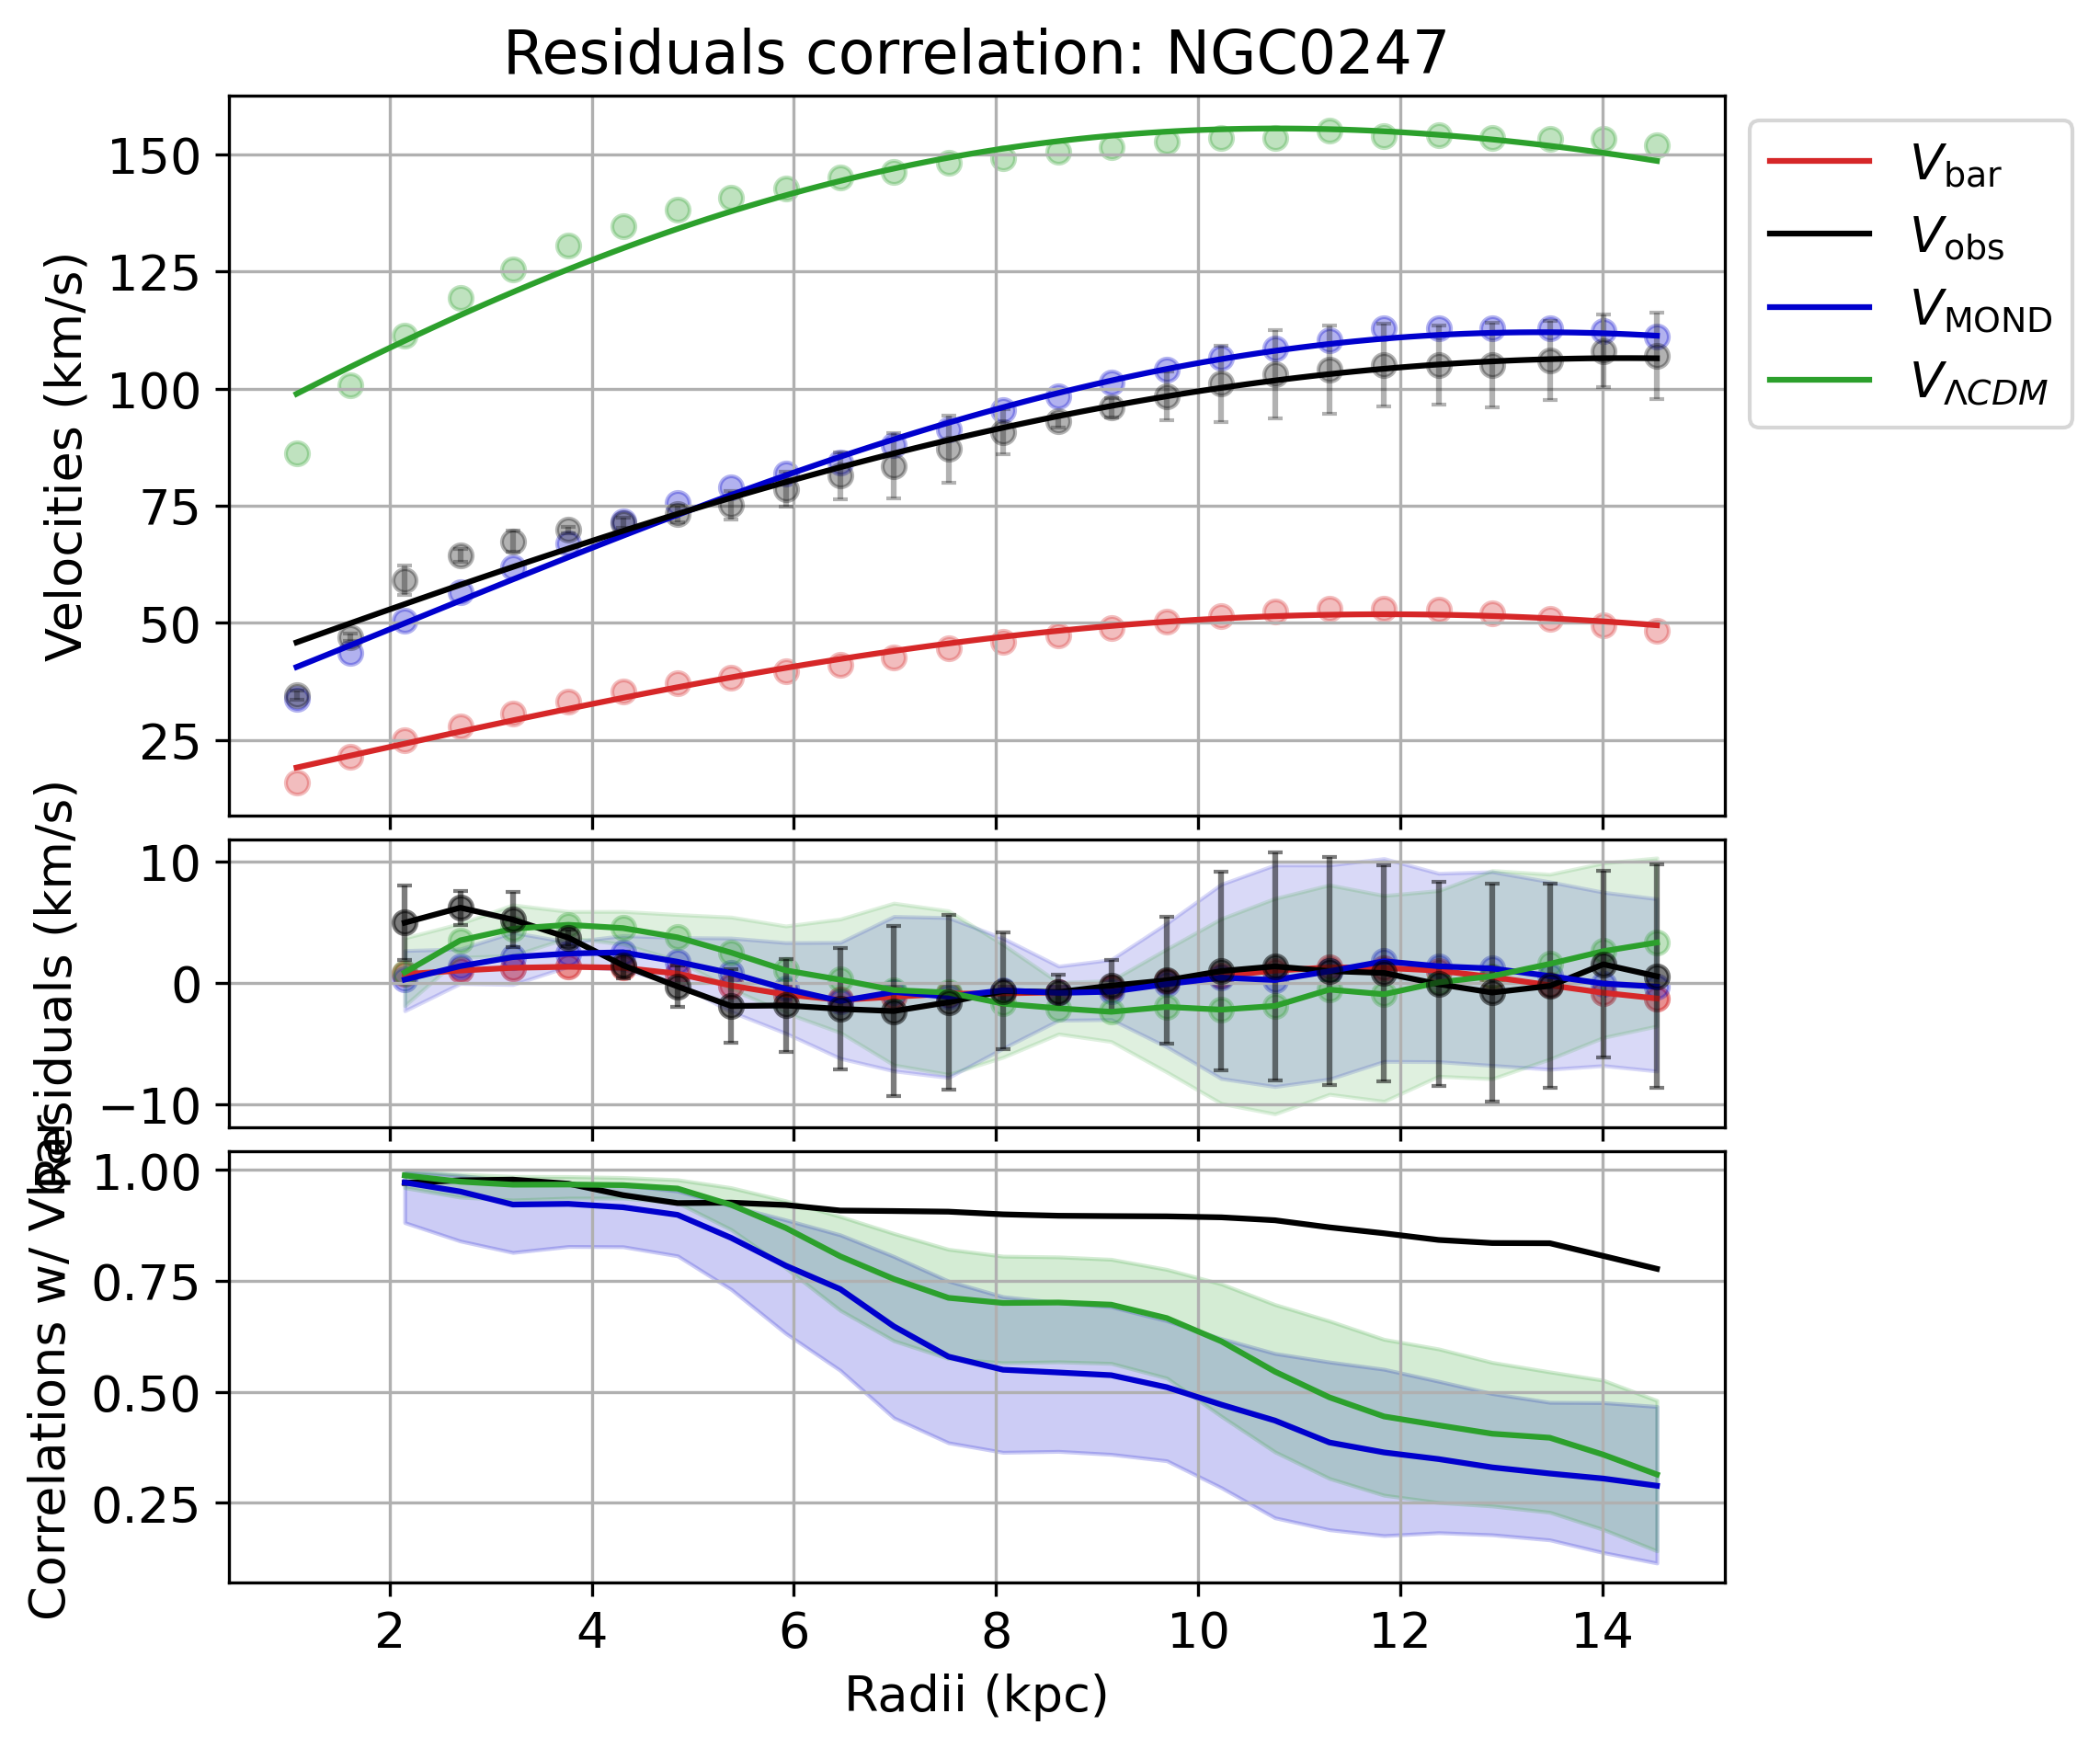 Residuals correlation: NGC0247
Velocities (km/s)
150
125
100
75
50
25
V_bar
V_obs
V_MOND
V_ΛCDM
Residuals (km/s)
10
0
−10
Correlations w/ Vbar
1.00
0.75
0.50
0.25
2 4 6 8 10 12 14
Radii (kpc)